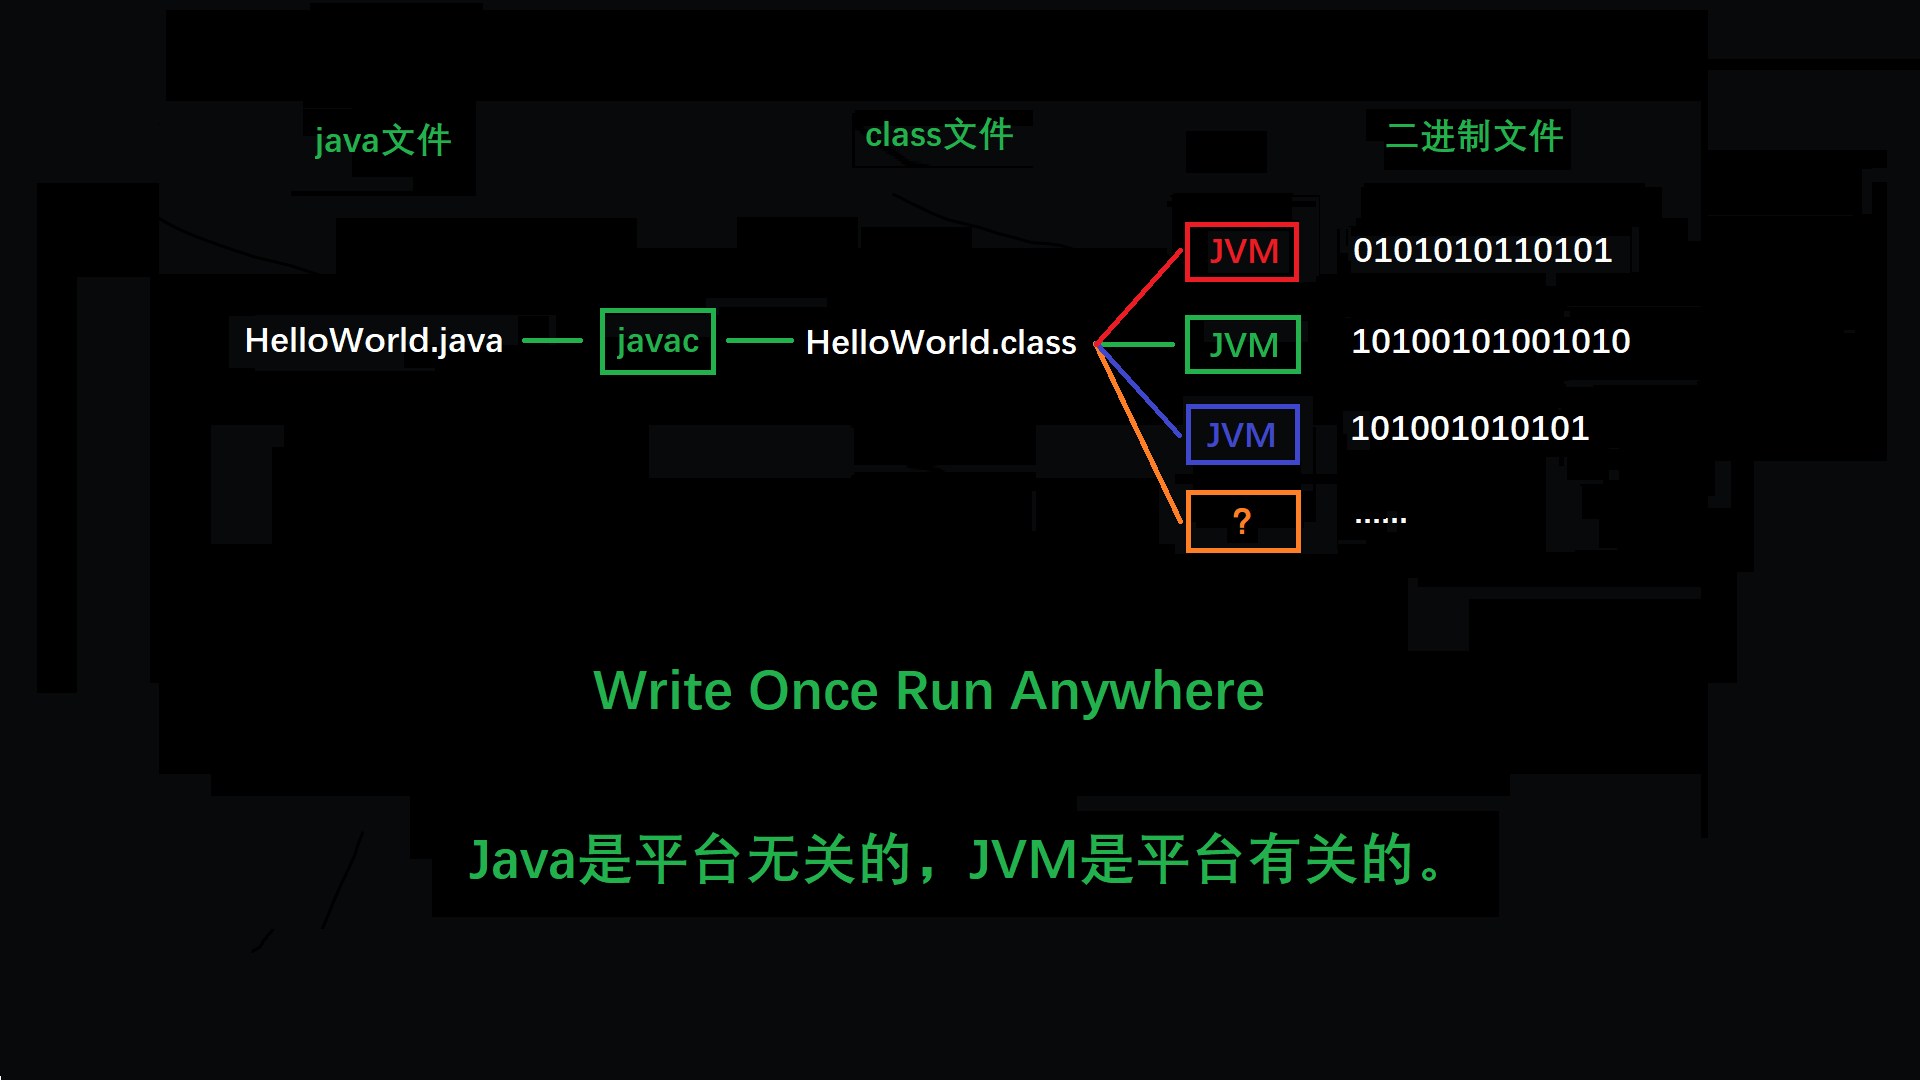 java文件
class文件
二进制文件
JVM
0101010110101
HelloWorld.java
javac
HelloWorld.class
JVM
10100101001010
JVM
101001010101
?
......
Write Once Run Anywhere
Java是平台无关的，JVM是平台有关的。